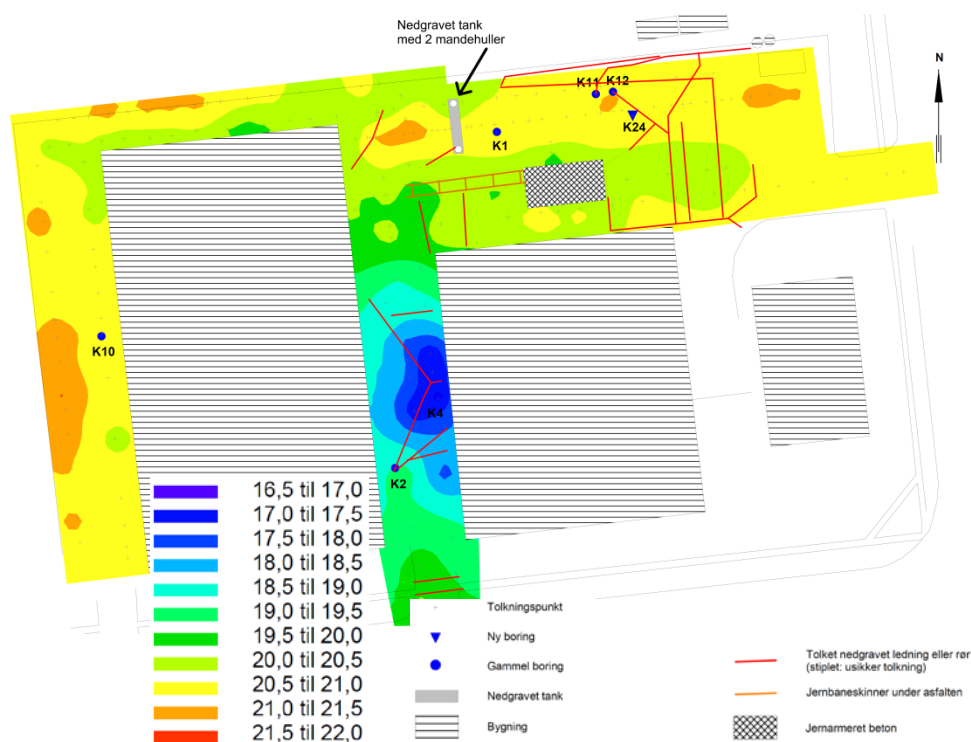 Nedgravet tank
med 2 mandehuller
N
K11
K12
K24
K1
K10
K4
K2
16,5 til 17,0
17,0 til 17,5
17,5 til 18,0
18,0 til 18,5
18,5 til 19,0
19,0 til 19,5
19,5 til 20,0
20,0 til 20,5
20,5 til 21,0
21,0 til 21,5
21,5 til 22,0
Tolkningspunkt
Ny boring
Gammel boring
Nedgravet tank
Bygning
Tolket nedgravet ledning eller rør
(stiplet: usikker tolkning)
Jernbaneskinner under asfalten
Jernarmeret beton